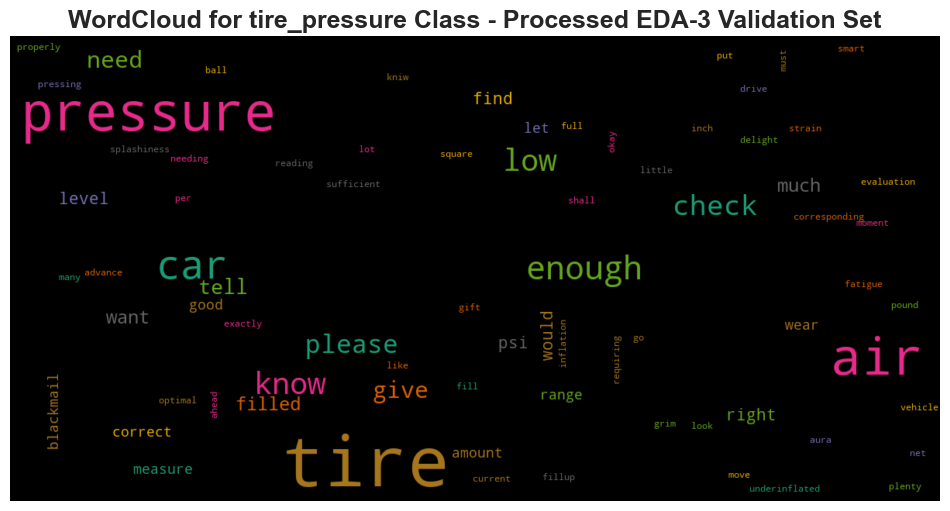 WordCloud for tire_pressure Class - Processed EDA-3 Validation Set
properly
need
ball
kniw
put
must
smart
pressing
pressure
find
drive
let
full
okay
inch
strain
delight
splashiness
needing
reading
lot
square
low
little
sufficient
much
evaluation
level
per
shall
check
corresponding
moment
car
enough
many
advance
tell
fatigue
good
gift
pound
want
exactly
would
inflation
wear
please
psi
requiring
go
air
like
know
give
fill
range
blackmail
optimal
ahead
filled
right
vehicle
correct
grim
look
aura
tire
amount
net
measure
current
fillup
move
underinflated
plenty